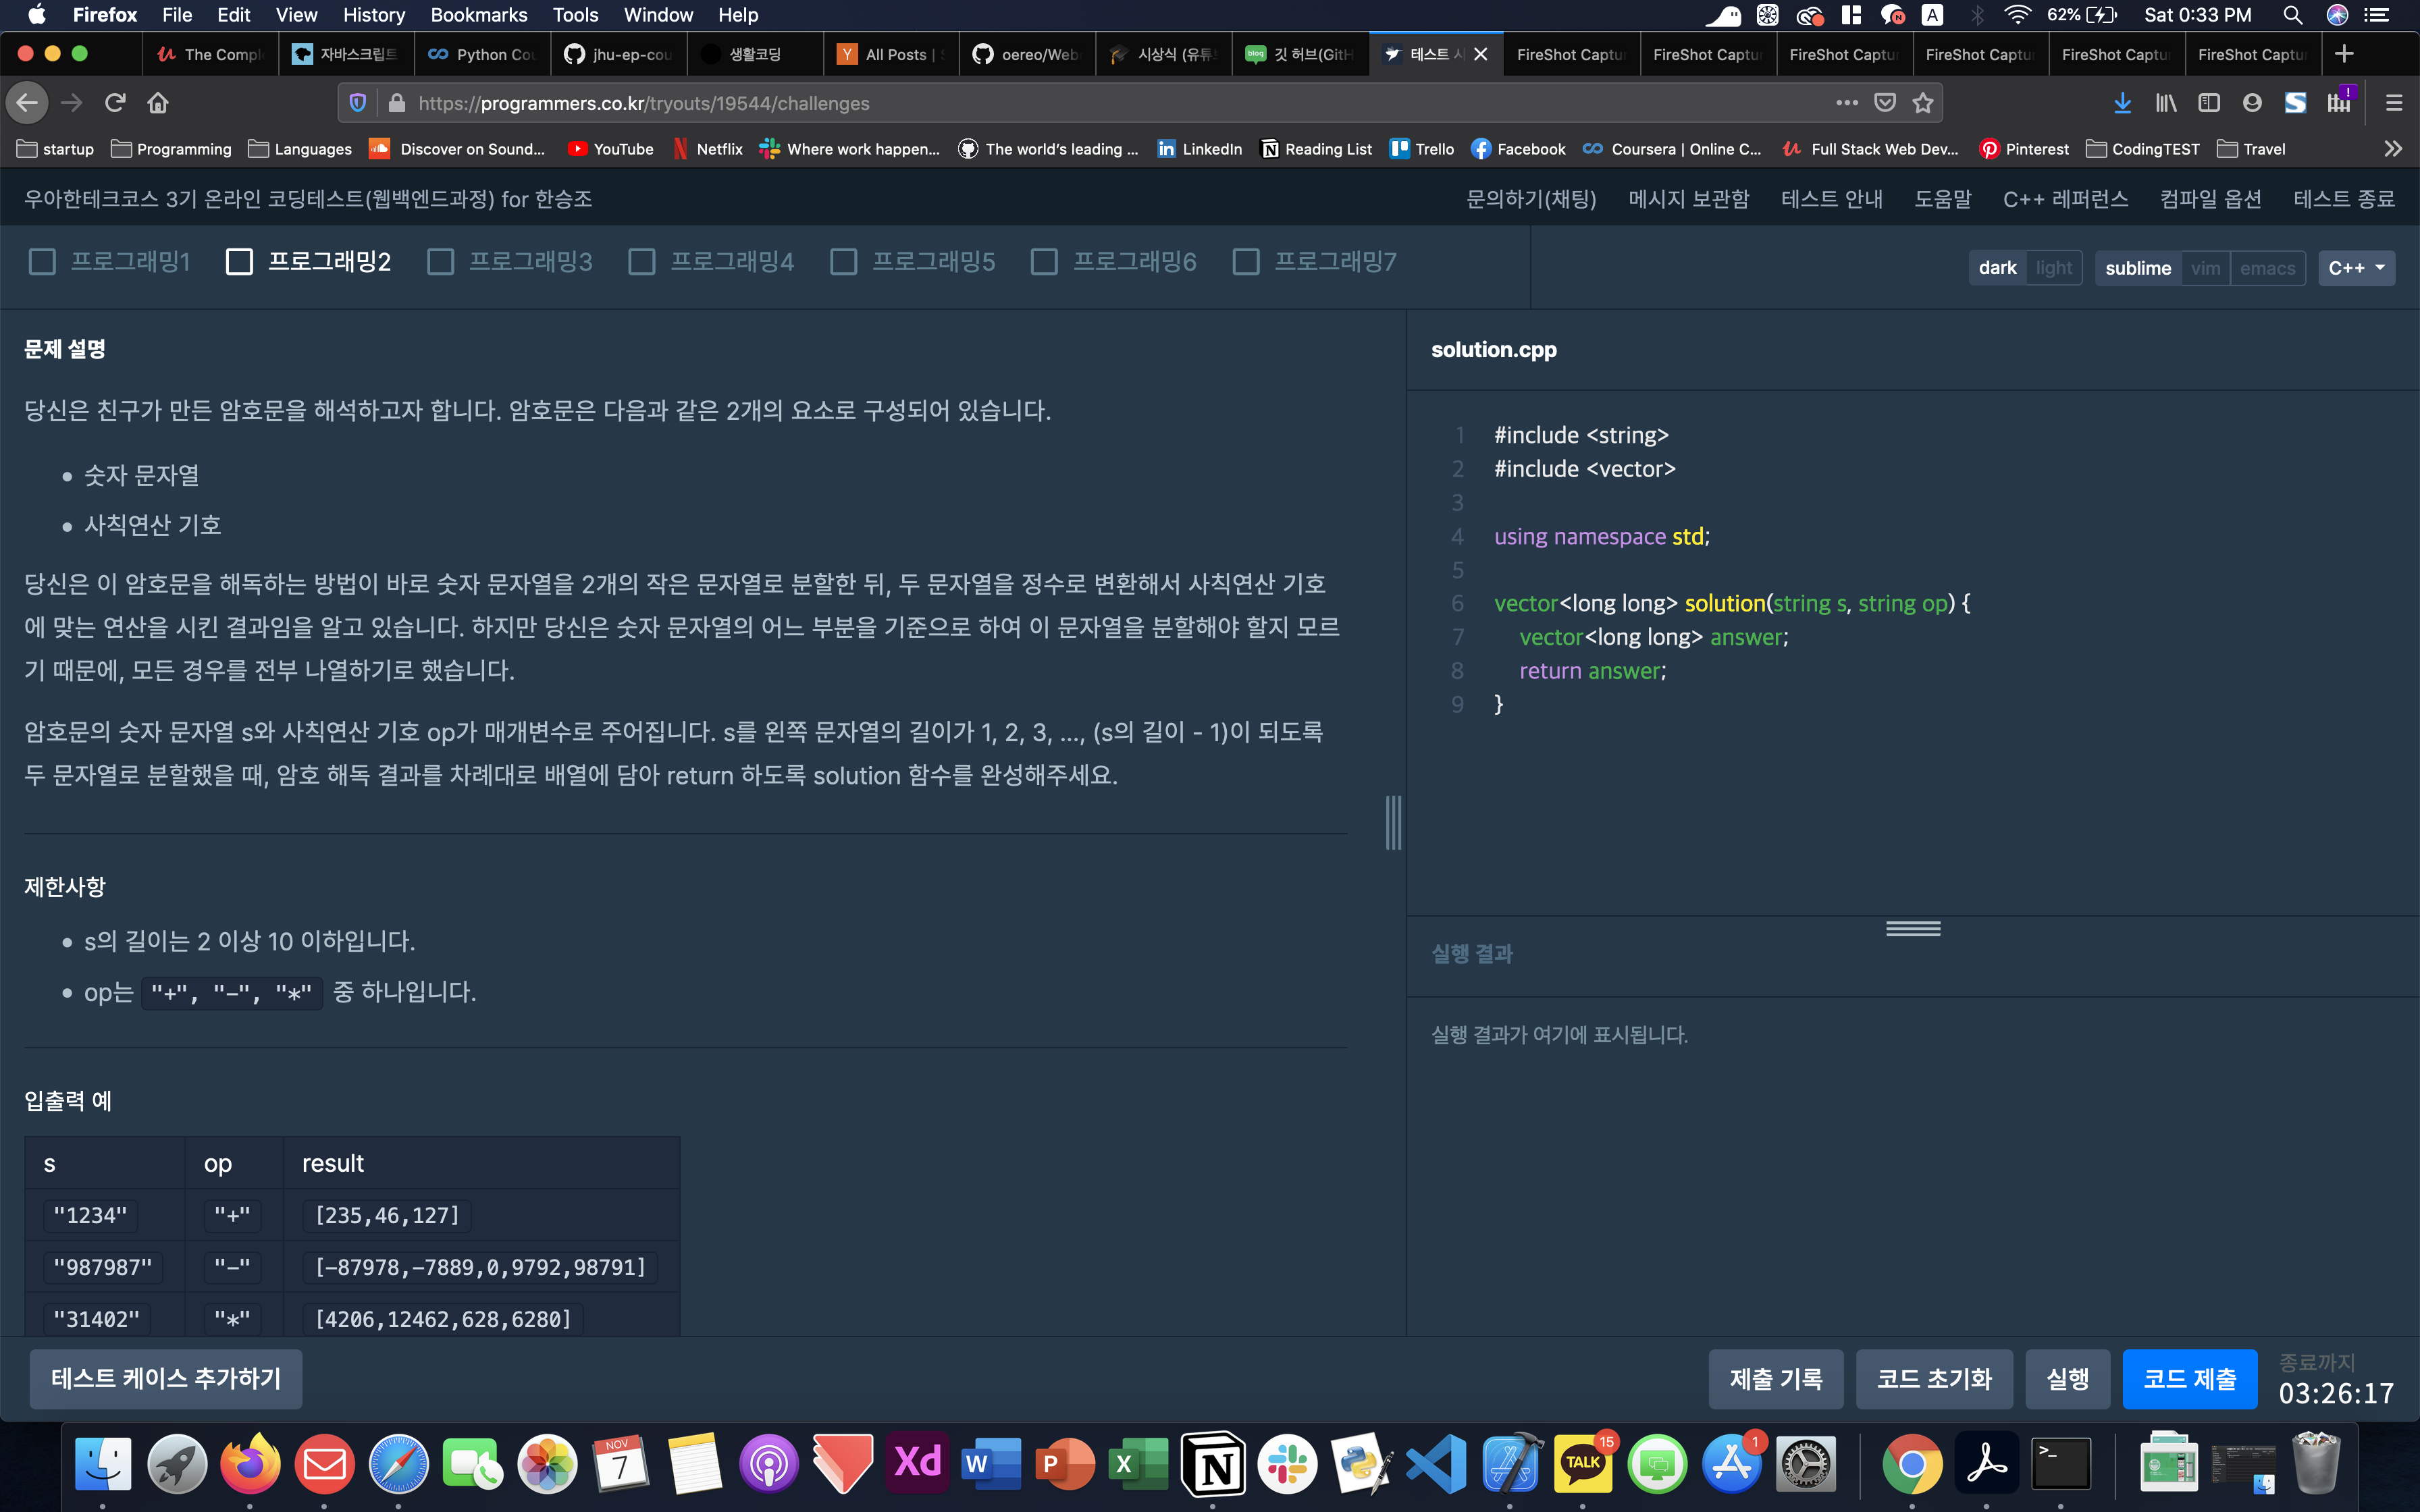 Firefox File Edit View History Bookmarks Tools Window Help 62% Sat 0:33 PM
The Compl 자바스크립트 Python Cou jhu-ep-cou 생활코딩 All Posts | oereo/Web 시상식 (유튜 깃 허브(GitH 테스트 시 FireShot Captu FireShot Captu FireShot Captu FireShot Captu FireShot Captu FireShot Captu
https://programmers.co.kr/tryouts/19544/challenges
startup Programming Languages Discover on Sound... YouTube Netflix Where work happen... The world's leading ... LinkedIn Reading List Trello Facebook Coursera | Online C... Full Stack Web Dev... Pinterest CodingTEST Travel
우아한테크코스 3기 온라인 코딩테스트(웹백엔드과정) for 한승조 문의하기(채팅) 메시지 보관함 테스트 안내 도움말 C++ 레퍼런스 컴파일 옵션 테스트 종료
프로그래밍1 프로그래밍2 프로그래밍3 프로그래밍4 프로그래밍5 프로그래밍6 프로그래밍7 dark light sublime vim emacs C++
문제 설명
당신은 친구가 만든 암호문을 해석하고자 합니다. 암호문은 다음과 같은 2개의 요소로 구성되어 있습니다.
• 숫자 문자열
• 사칙연산 기호
당신은 이 암호문을 해독하는 방법이 바로 숫자 문자열을 2개의 작은 문자열로 분할한 뒤, 두 문자열을 정수로 변환해서 사칙연산 기호
에 맞는 연산을 시킨 결과임을 알고 있습니다. 하지만 당신은 숫자 문자열의 어느 부분을 기준으로 하여 이 문자열을 분할해야 할지 모르
기 때문에, 모든 경우를 전부 나열하기로 했습니다.
암호문의 숫자 문자열 s와 사칙연산 기호 op가 매개변수로 주어집니다. s를 왼쪽 문자열의 길이가 1, 2, 3, ..., (s의 길이 - 1)이 되도록
두 문자열로 분할했을 때, 암호 해독 결과를 차례대로 배열에 담아 return 하도록 solution 함수를 완성해주세요.
제한사항
• s의 길이는 2 이상 10 이하입니다.
• op는 "+", "-", "*" 중 하나입니다.
입출력 예
s op result
"1234" "+" [235,46,127]
"987987" "-" [-87978,-7889,0,9792,98791]
"31402" "*" [4206,12462,628,6280]
solution.cpp
1 #include <string>
2 #include <vector>
3
4 using namespace std;
5
6 vector<long long> solution(string s, string op) {
7 vector<long long> answer;
8 return answer;
9 }
실행 결과
실행 결과가 여기에 표시됩니다.
테스트 케이스 추가하기 제출 기록 코드 초기화 실행 코드 제출 종료까지
03:26:17
NOV
7
Xd W P X N TALK 15 1